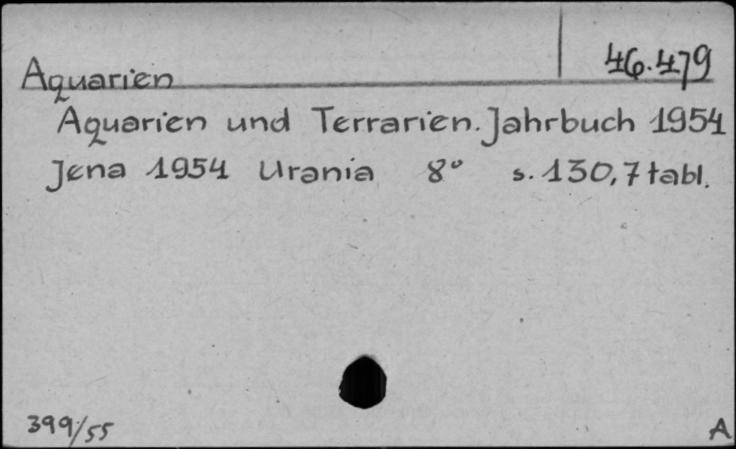 46.479
Aquarien
Aquarien und Terrarien. Jahrbuch 1954
Jena 1954 Urania 8° s. 130, 7 tabl.
399/55
A